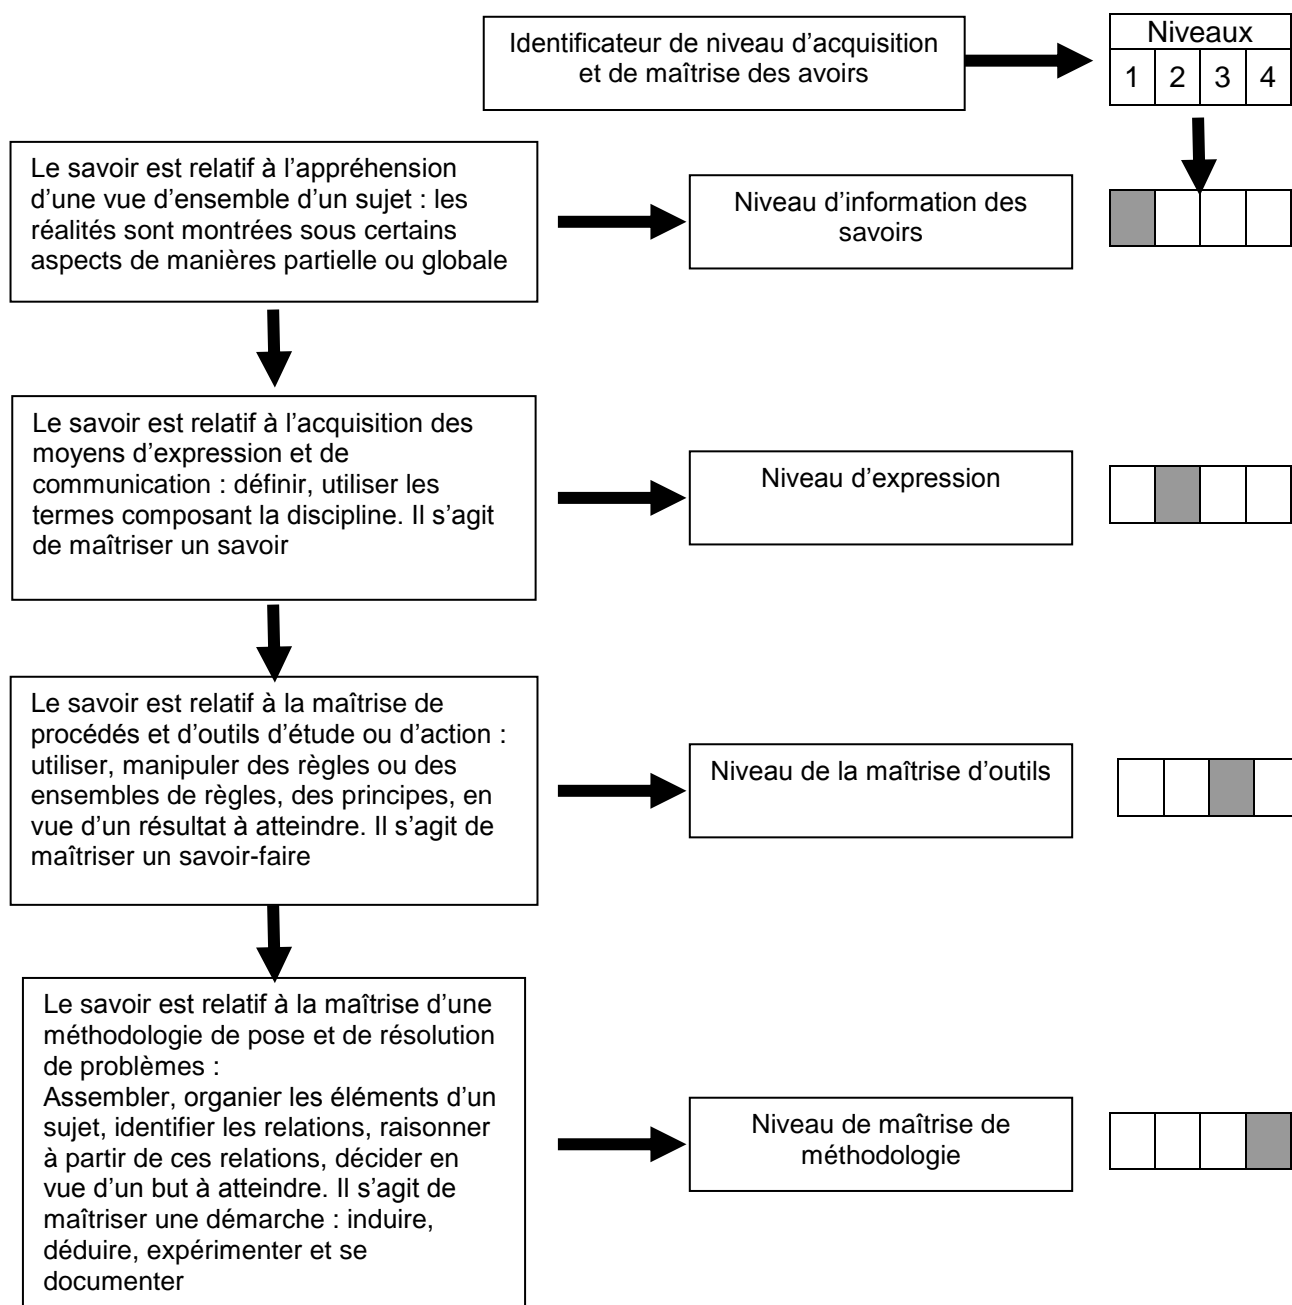 Identificateur de niveau d’acquisition
et de maîtrise des avoirs
Niveaux
1 2 3 4
Le savoir est relatif à l’appréhension
d’une vue d’ensemble d’un sujet : les
réalités sont montrées sous certains
aspects de manières partielle ou globale
Niveau d’information des
savoirs
Le savoir est relatif à l’acquisition des
moyens d’expression et de
communication : définir, utiliser les
termes composant la discipline. Il s’agit
de maîtriser un savoir
Niveau d’expression
Le savoir est relatif à la maîtrise de
procédés et d’outils d’étude ou d’action :
utiliser, manipuler des règles ou des
ensembles de règles, des principes, en
vue d’un résultat à atteindre. Il s’agit de
maîtriser un savoir-faire
Niveau de la maîtrise d’outils
Le savoir est relatif à la maîtrise d’une
méthodologie de pose et de résolution
de problèmes :
Assembler, organier les éléments d’un
sujet, identifier les relations, raisonner
à partir de ces relations, décider en
vue d’un but à atteindre. Il s’agit de
maîtriser une démarche : induire,
déduire, expérimenter et se
documenter
Niveau de maîtrise de
méthodologie